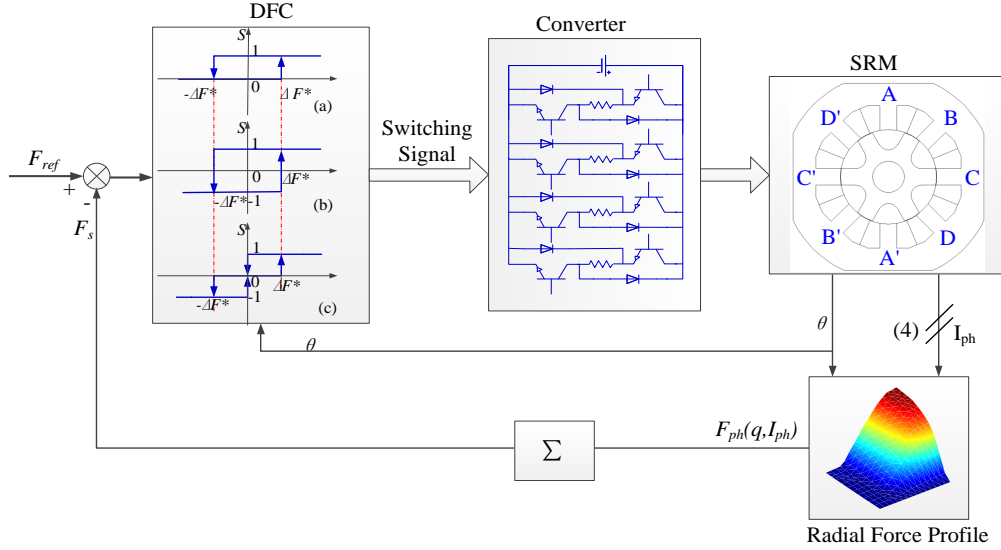 DFC
S
1
0
-ΔF*
ΔF*
(a)
S
1
0
ΔF*
-ΔF*
-1
(b)
S
1
0
ΔF*
-ΔF*
-1
(c)
F_ref
+
-
F_s
Switching
Signal
Converter
- +
SRM
A
D'
B
C'
C
B'
D
A'
θ
(4)
I_ph
θ
F_ph(q,I_ph)
Σ
Radial Force Profile